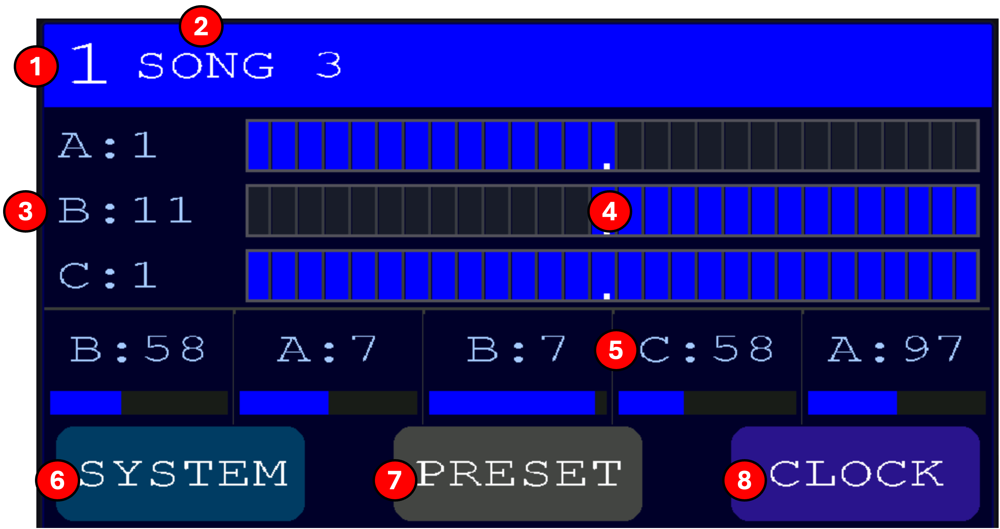 2
1 1 SONG 3
A:1
3 B:11 4
C:1
B:58 A:7 B:7 5 C:58 A:97
6 SYSTEM 7 PRESET 8 CLOCK